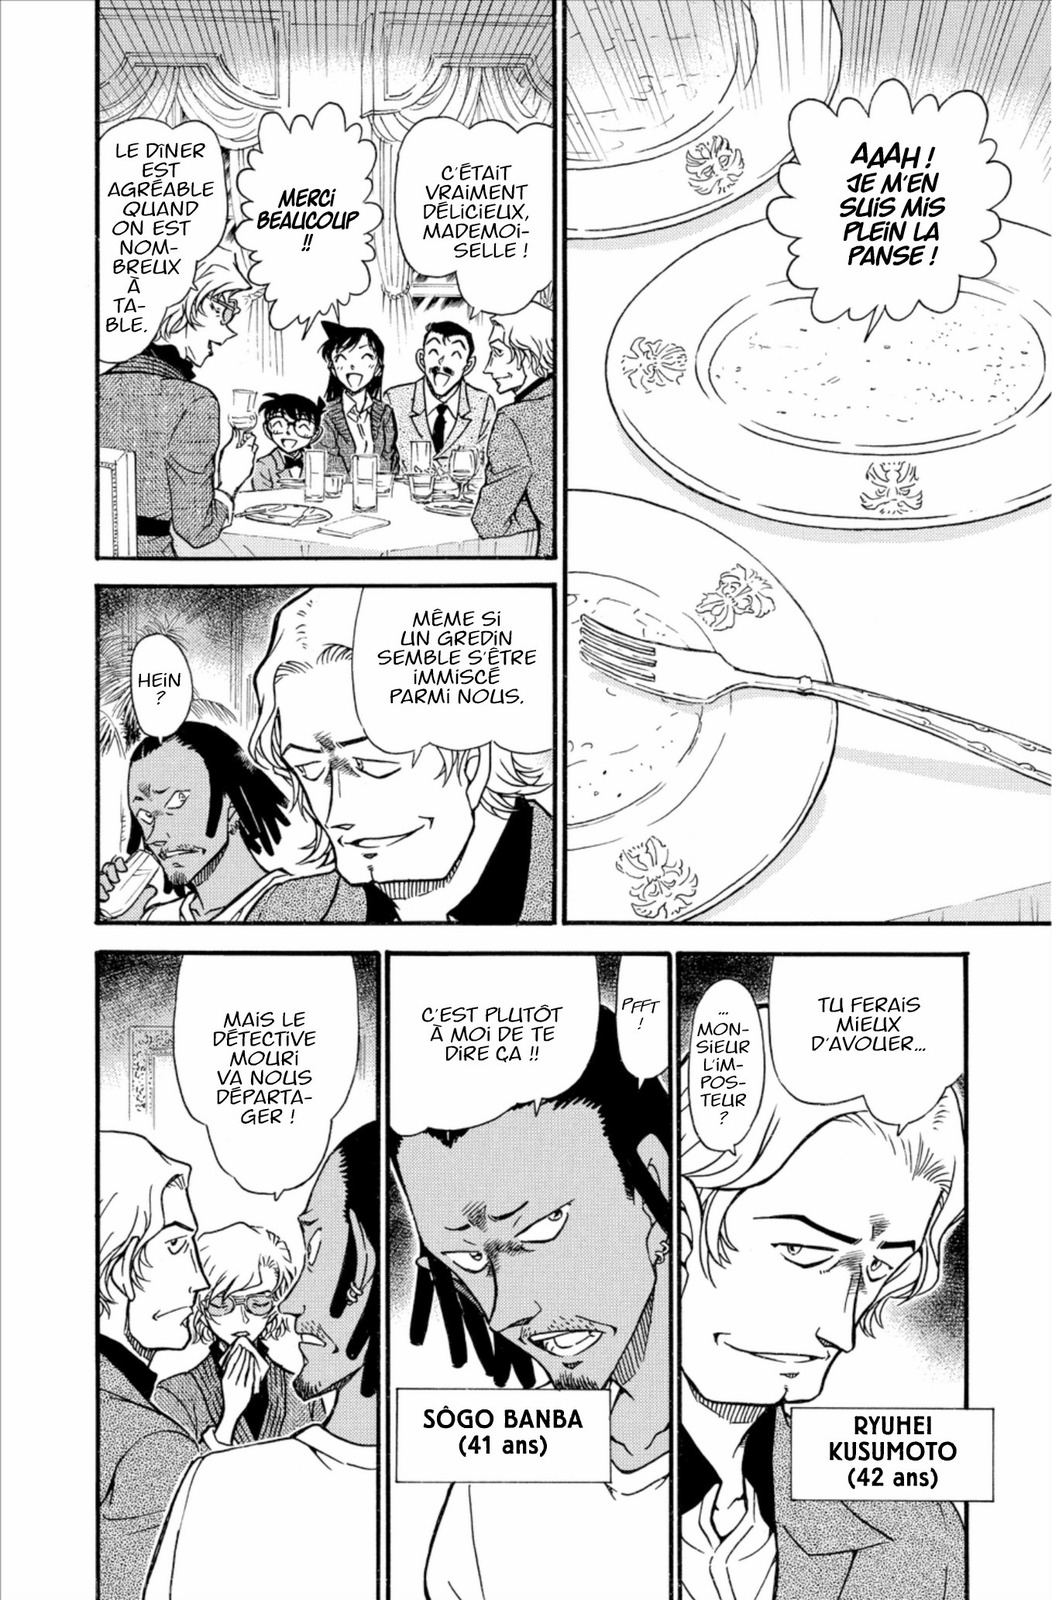 AAAH !
JE M'EN
SUIS MIS
PLEIN LA
PANSE !
C'ÉTAIT
VRAIMENT
DÉLICIEUX,
MADEMOI-
SELLE !
MERCI
BEAUCOUP
!!
LE DÎNER
EST
AGRÉABLE
QUAND
ON EST
NOM-
BREUX
À
TA-
BLE.
MÊME SI
UN GREDIN
SEMBLE S'ÊTRE
IMMISCÉ
PARMI NOUS.
HEIN
?
TU FERAIS
MIEUX
D'AVOUER...
...
MON-
SIEUR
L'IM-
POS-
TEUR
?
RYUHEI
KUSUMOTO
(42 ans)
PFFT
!
C'EST PLUTÔT
À MOI DE TE
DIRE ÇA !!
SÔGO BANBA
(41 ans)
MAIS LE
DÉTECTIVE
MOURI
VA NOUS
DÉPARTA-
GER !